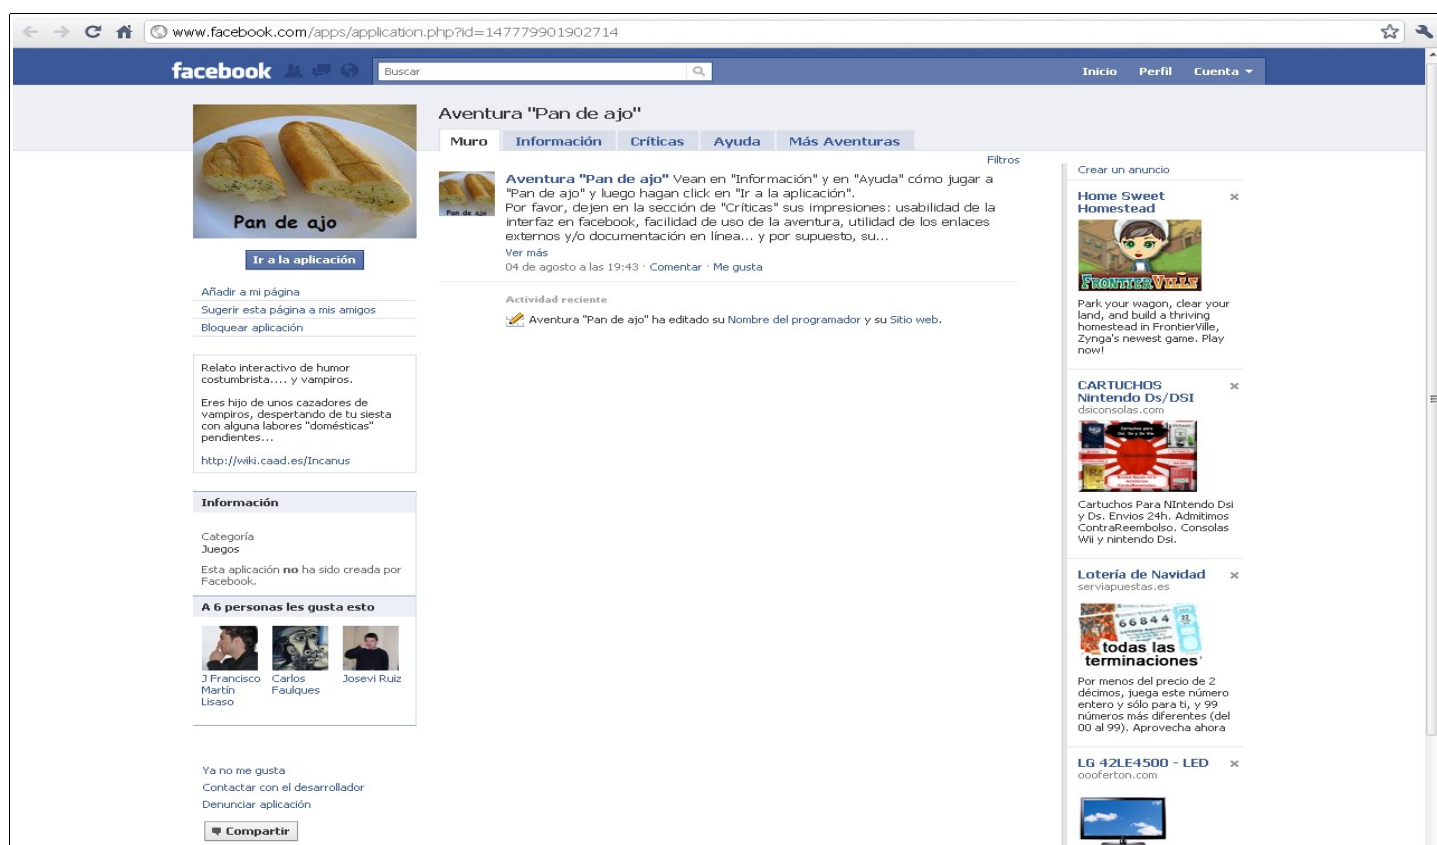 www.facebook.com/apps/application.php?id=147779901902714
facebook
Buscar
Inicio Perfil Cuenta
Pan de ajo
Ir a la aplicación
Añadir a mi página
Sugerir esta página a mis amigos
Bloquear aplicación
Relato interactivo de humor
costumbrista.... y vampiros.
Eres hijo de unos cazadores de
vampiros, despertando de tu siesta
con alguna labores "domésticas"
pendientes...
http://wiki.caad.es/Incanus
Información
Categoría
Juegos
Esta aplicación no ha sido creada por
Facebook.
A 6 personas les gusta esto
J Francisco
Martín
Lisaso
Carlos
Faulques
Josevi Ruiz
Ya no me gusta
Contactar con el desarrollador
Denunciar aplicación
Compartir
Aventura "Pan de ajo"
Muro Información Críticas Ayuda Más Aventuras
Filtros
Pan de ajo
Aventura "Pan de ajo" Vean en "Información" y en "Ayuda" cómo jugar a
"Pan de ajo" y luego hagan click en "Ir a la aplicación".
Por favor, dejen en la sección de "Críticas" sus impresiones: usabilidad de la
interfaz en facebook, facilidad de uso de la aventura, utilidad de los enlaces
externos y/o documentación en línea... y por supuesto, su...
Ver más
04 de agosto a las 19:43 · Comentar · Me gusta
Actividad reciente
Aventura "Pan de ajo" ha editado su Nombre del programador y su Sitio web.
Crear un anuncio
Home Sweet
Homestead
FRONTIERVILLE
Park your wagon, clear your
land, and build a thriving
homestead in FrontierVille,
Zynga's newest game. Play
now!
CARTUCHOS
Nintendo Ds/DSI
dsiconsolas.com
Cartuchos Para NIntendo Dsi
y Ds. Envios 24h. Admitimos
ContraReembolso. Consolas
Wii y nintendo Dsi.
Lotería de Navidad
serviapuestas.es
66844
todas las
terminaciones
Por menos del precio de 2
décimos, juega este número
entero y sólo para ti, y 99
números más diferentes (del
00 al 99). Aprovecha ahora
LG 42LE4500 - LED
oooferton.com